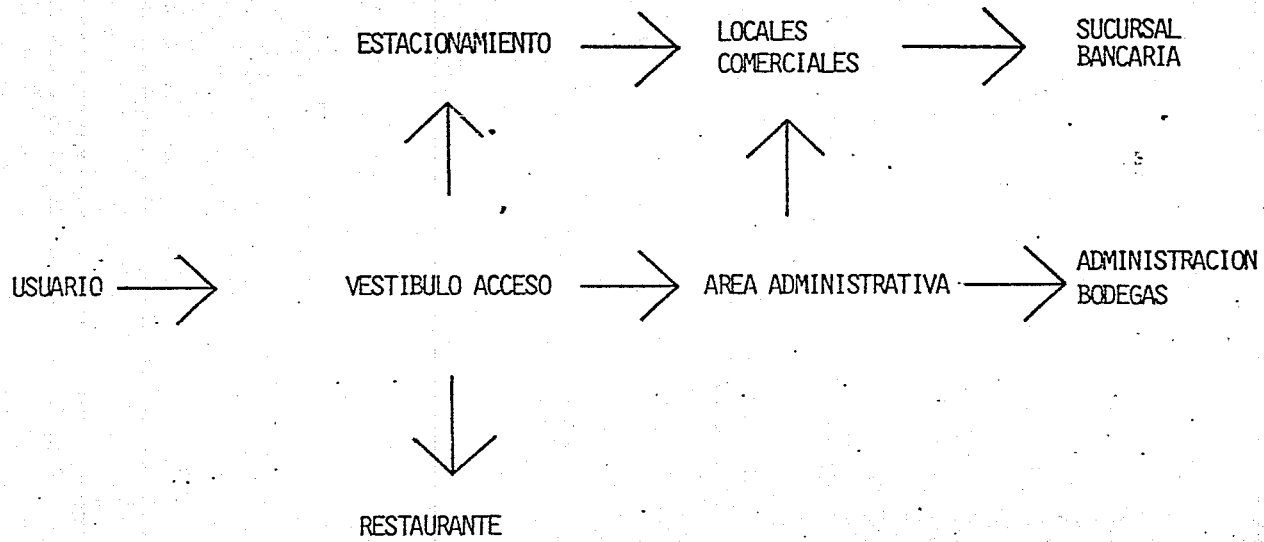 ESTACIONAMIENTO
LOCALES
COMERCIALES
SUCURSAL
BANCARIA
USUARIO
VESTIBULO ACCESO
AREA ADMINISTRATIVA
ADMINISTRACION
BODEGAS
RESTAURANTE